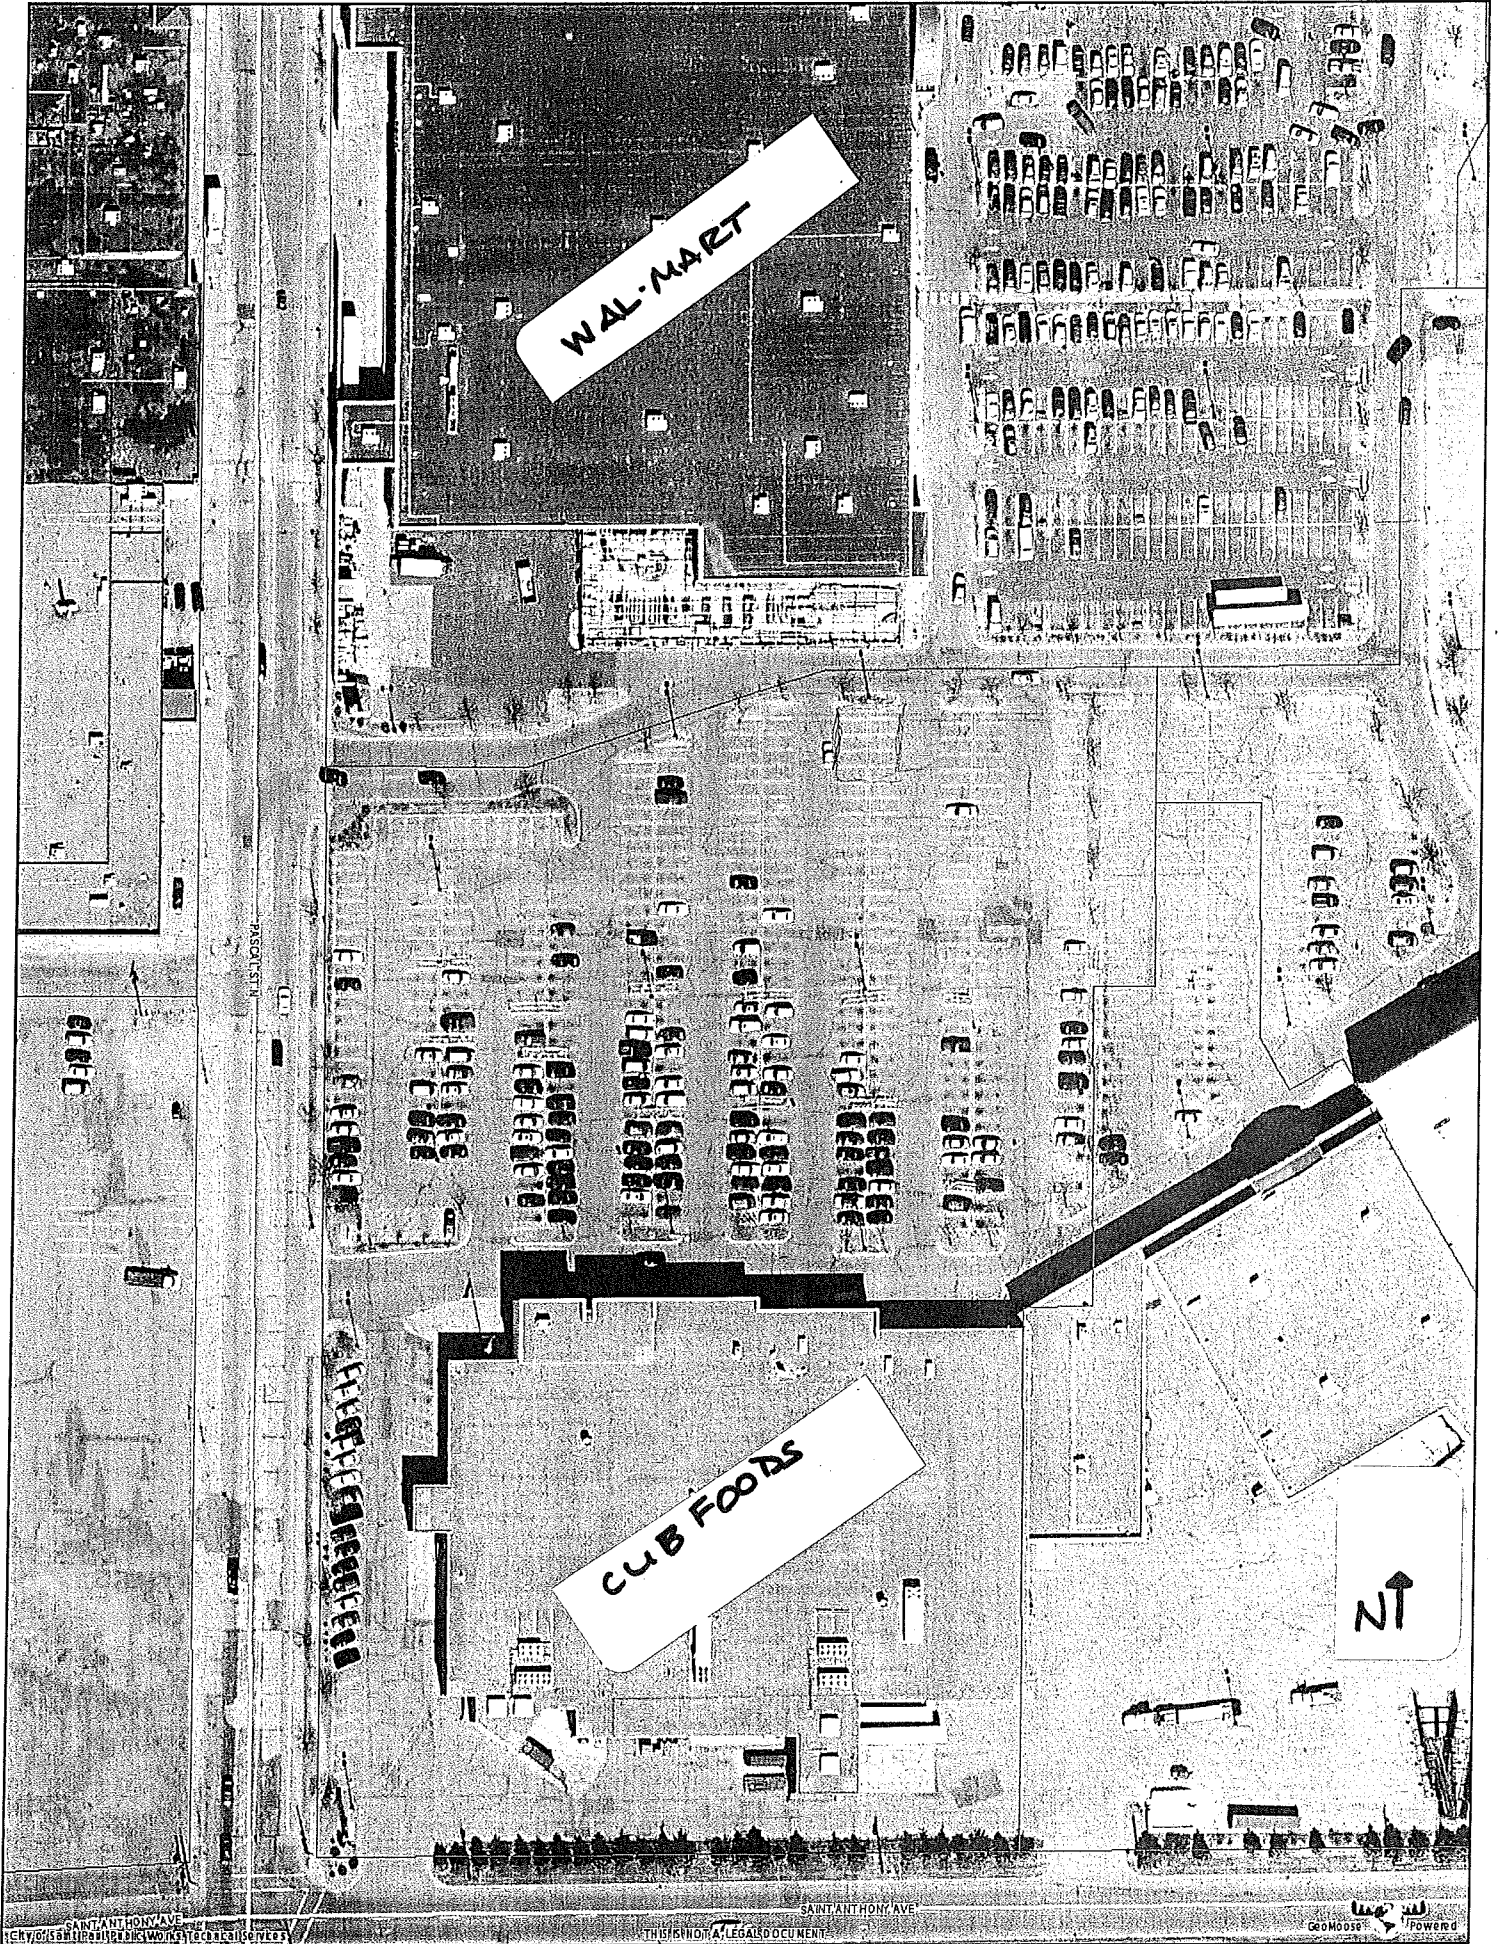 WAL-MART
PASCAL ST N
CUB FOODS
N
SAINT ANTHONY AVE
SAINT ANTHONY AVE
City of Saint Paul Public Works Technical Services
THIS IS NOT A LEGAL DOCUMENT
GeoMoose Powered